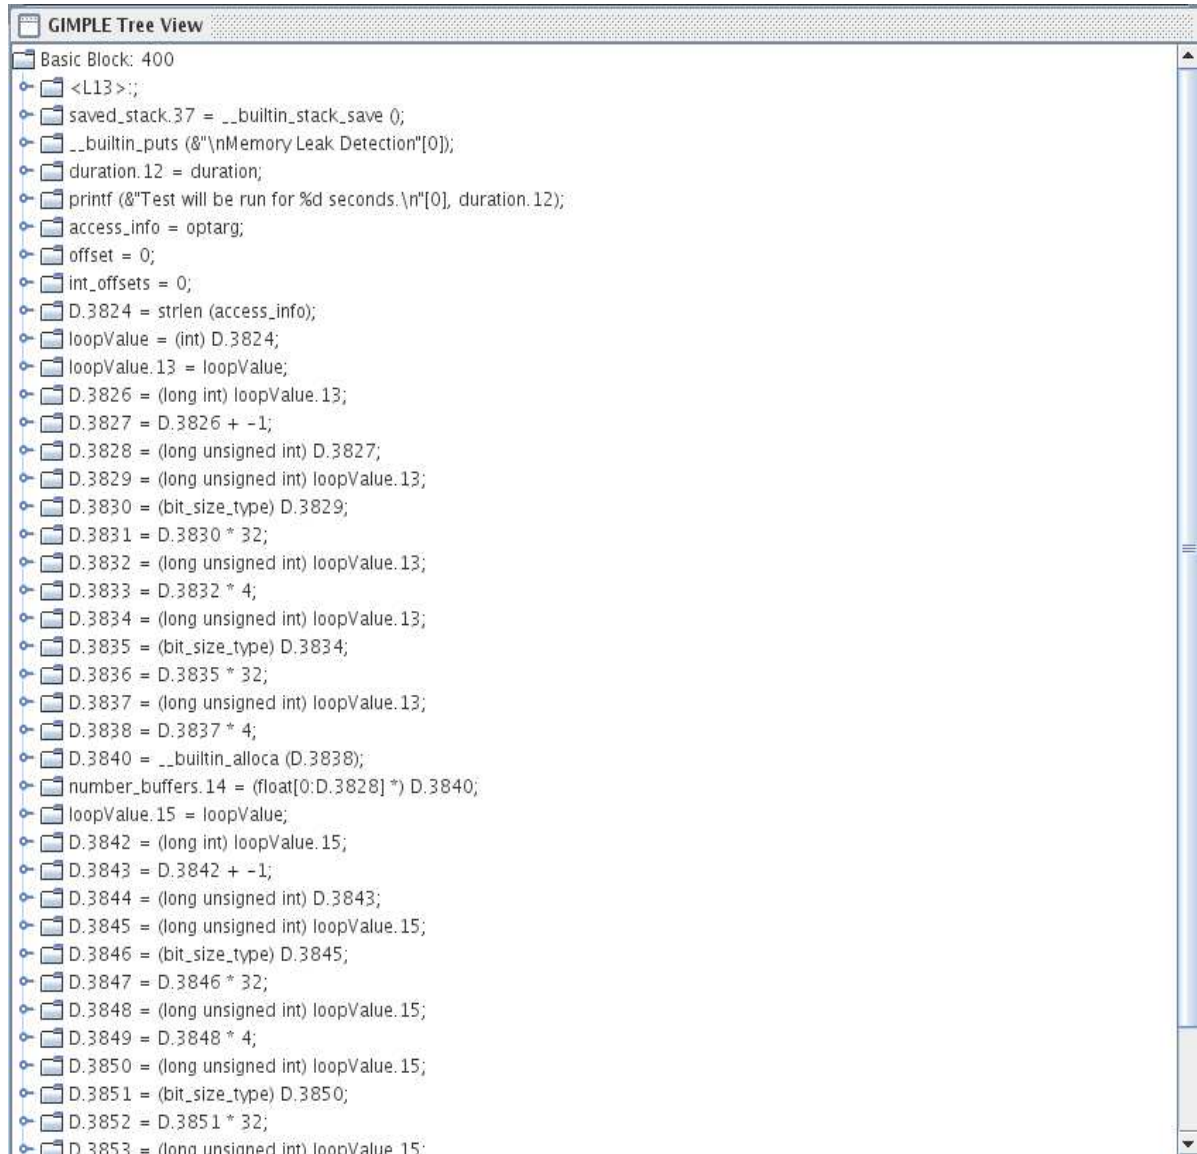 GIMPLE Tree View
Basic Block: 400
<L13>:;
saved_stack.37 = __builtin_stack_save ();
__builtin_puts (&"\nMemory Leak Detection"[0]);
duration.12 = duration;
printf (&"Test will be run for %d seconds.\n"[0], duration.12);
access_info = optarg;
offset = 0;
int_offsets = 0;
D.3824 = strlen (access_info);
loopValue = (int) D.3824;
loopValue.13 = loopValue;
D.3826 = (long int) loopValue.13;
D.3827 = D.3826 + -1;
D.3828 = (long unsigned int) D.3827;
D.3829 = (long unsigned int) loopValue.13;
D.3830 = (bit_size_type) D.3829;
D.3831 = D.3830 * 32;
D.3832 = (long unsigned int) loopValue.13;
D.3833 = D.3832 * 4;
D.3834 = (long unsigned int) loopValue.13;
D.3835 = (bit_size_type) D.3834;
D.3836 = D.3835 * 32;
D.3837 = (long unsigned int) loopValue.13;
D.3838 = D.3837 * 4;
D.3840 = __builtin_alloca (D.3838);
number_buffers.14 = (float[0:D.3828] *) D.3840;
loopValue.15 = loopValue;
D.3842 = (long int) loopValue.15;
D.3843 = D.3842 + -1;
D.3844 = (long unsigned int) D.3843;
D.3845 = (long unsigned int) loopValue.15;
D.3846 = (bit_size_type) D.3845;
D.3847 = D.3846 * 32;
D.3848 = (long unsigned int) loopValue.15;
D.3849 = D.3848 * 4;
D.3850 = (long unsigned int) loopValue.15;
D.3851 = (bit_size_type) D.3850;
D.3852 = D.3851 * 32;
D.3853 = (long unsigned int) loopValue.15;